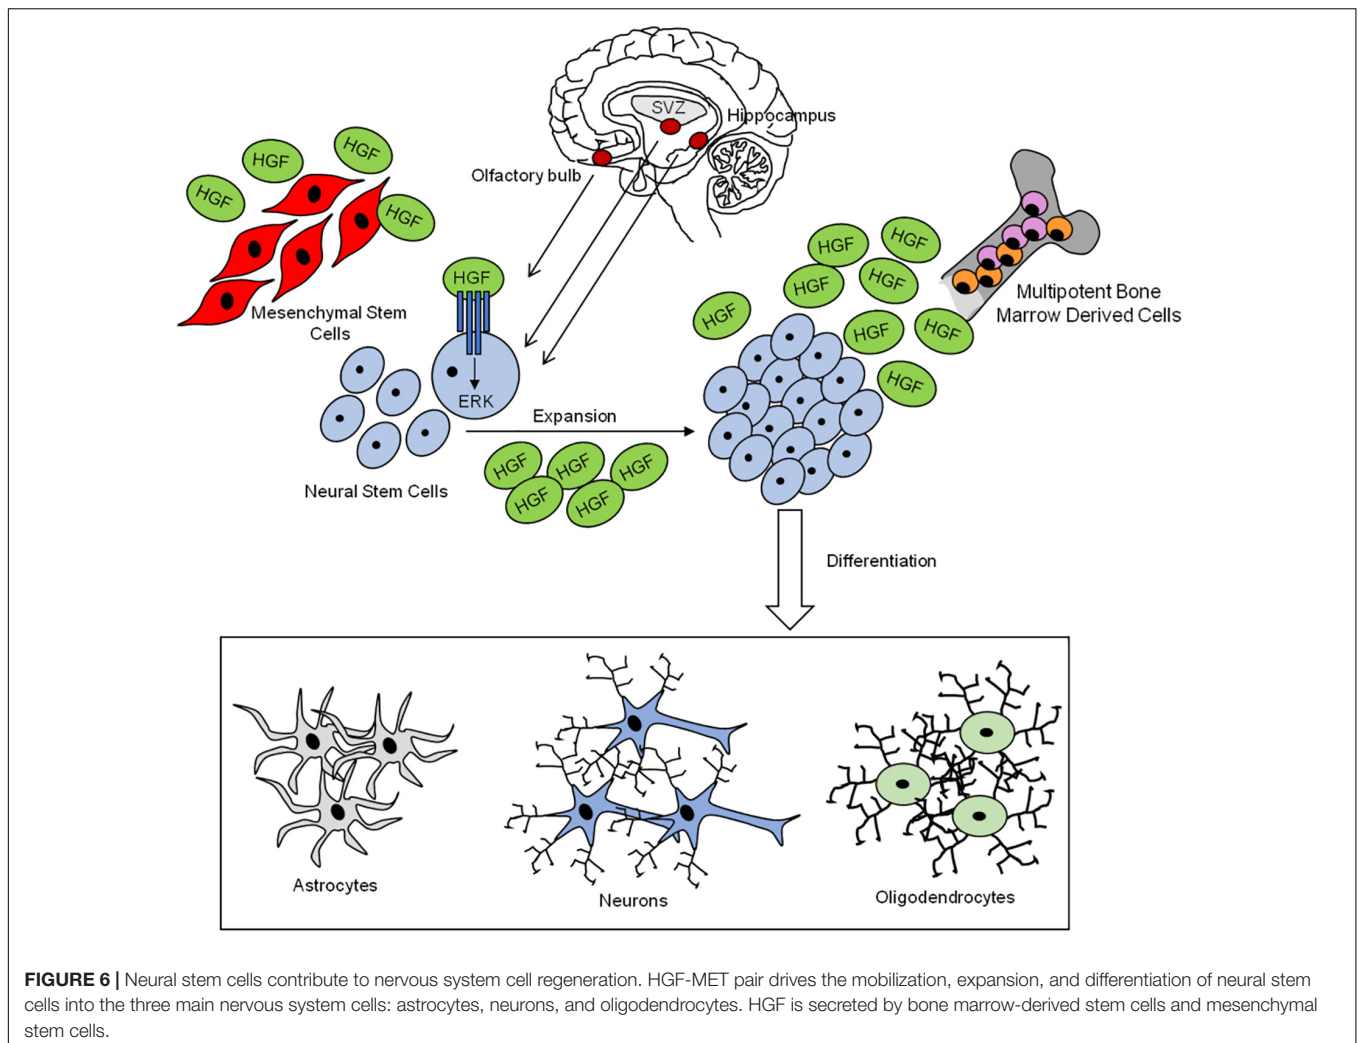 SVZ
Hippocampus
Olfactory bulb
HGF
HGF
HGF
HGF
Mesenchymal Stem
Cells
HGF
ERK
Neural Stem Cells
Expansion
HGF
HGF
HGF
HGF
HGF
HGF
HGF
HGF
HGF
HGF
HGF
HGF
HGF
Multipotent Bone
Marrow Derived Cells
Differentiation
Astrocytes
Neurons
Oligodendrocytes
FIGURE 6 | Neural stem cells contribute to nervous system cell regeneration. HGF-MET pair drives the mobilization, expansion, and differentiation of neural stem
cells into the three main nervous system cells: astrocytes, neurons, and oligodendrocytes. HGF is secreted by bone marrow-derived stem cells and mesenchymal
stem cells.